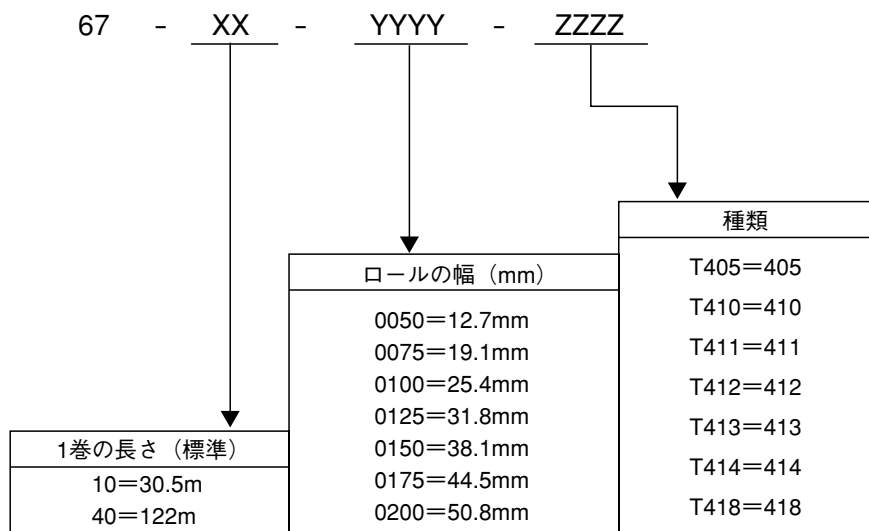 67 - XX - YYYY - ZZZZ
種類
T405＝405
T410＝410
T411＝411
T412＝412
T413＝413
T414＝414
T418＝418
ロールの幅（mm）
0050＝12.7mm
0075＝19.1mm
0100＝25.4mm
0125＝31.8mm
0150＝38.1mm
0175＝44.5mm
0200＝50.8mm
1巻の長さ（標準）
10＝30.5m
40＝122m